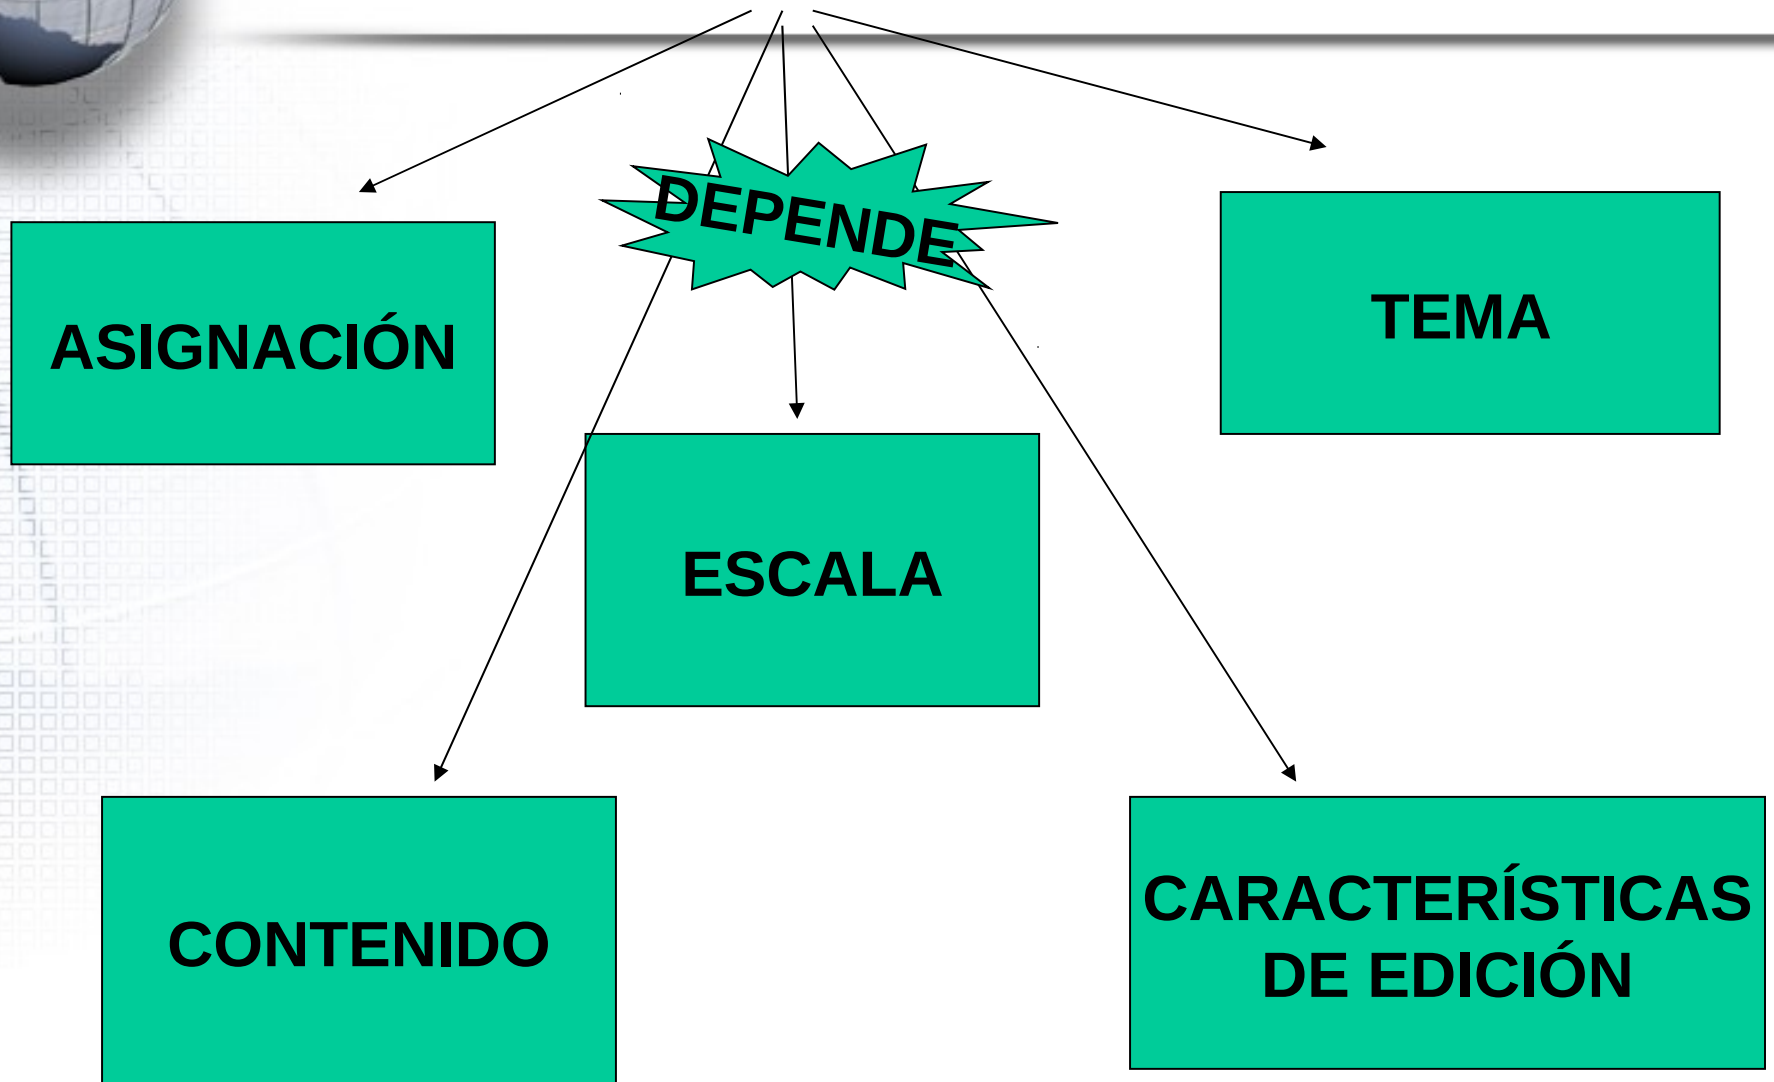 DEPENDE
ASIGNACIÓN
TEMA
ESCALA
CONTENIDO
CARACTERÍSTICAS
DE EDICIÓN